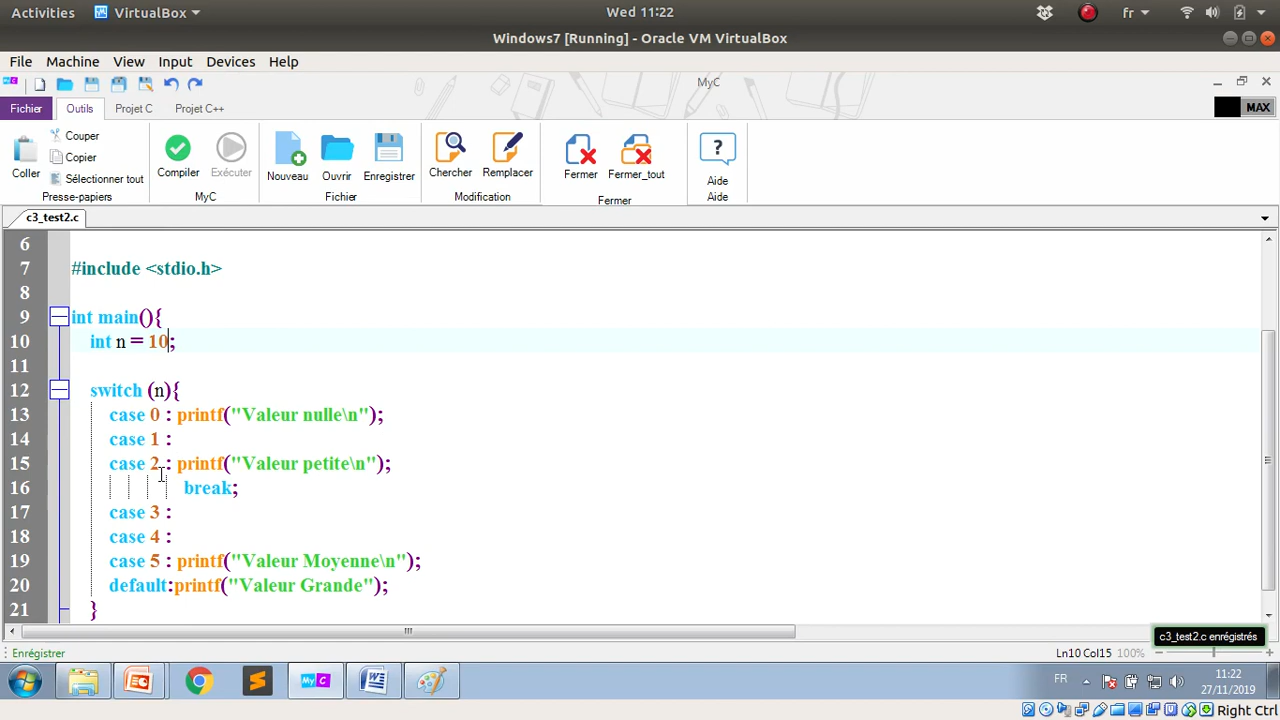 Activities VirtualBox Wed 11:22 fr
Windows7 [Running] - Oracle VM VirtualBox
File Machine View Input Devices Help
MyC
Fichier Outils Projet C Projet C++ MAX
Coller
Couper
Copier
Sélectionner tout
Presse-papiers
Compiler Exécuter
MyC
Nouveau Ouvrir Enregistrer
Fichier
Chercher Remplacer
Modification
Fermer Fermer_tout
Fermer
Aide
Aide
c3_test2.c
6
7 #include <stdio.h>
8
9 int main(){
10 int n = 10;
11
12 switch (n){
13 case 0 : printf("Valeur nulle\n");
14 case 1 :
15 case 2 : printf("Valeur petite\n");
16 break;
17 case 3 :
18 case 4 :
19 case 5 : printf("Valeur Moyenne\n");
20 default:printf("Valeur Grande");
21 }
c3_test2.c enrégistrés
Enrégistrer Ln10 Col15 100%
FR 11:22
27/11/2019
Right Ctrl